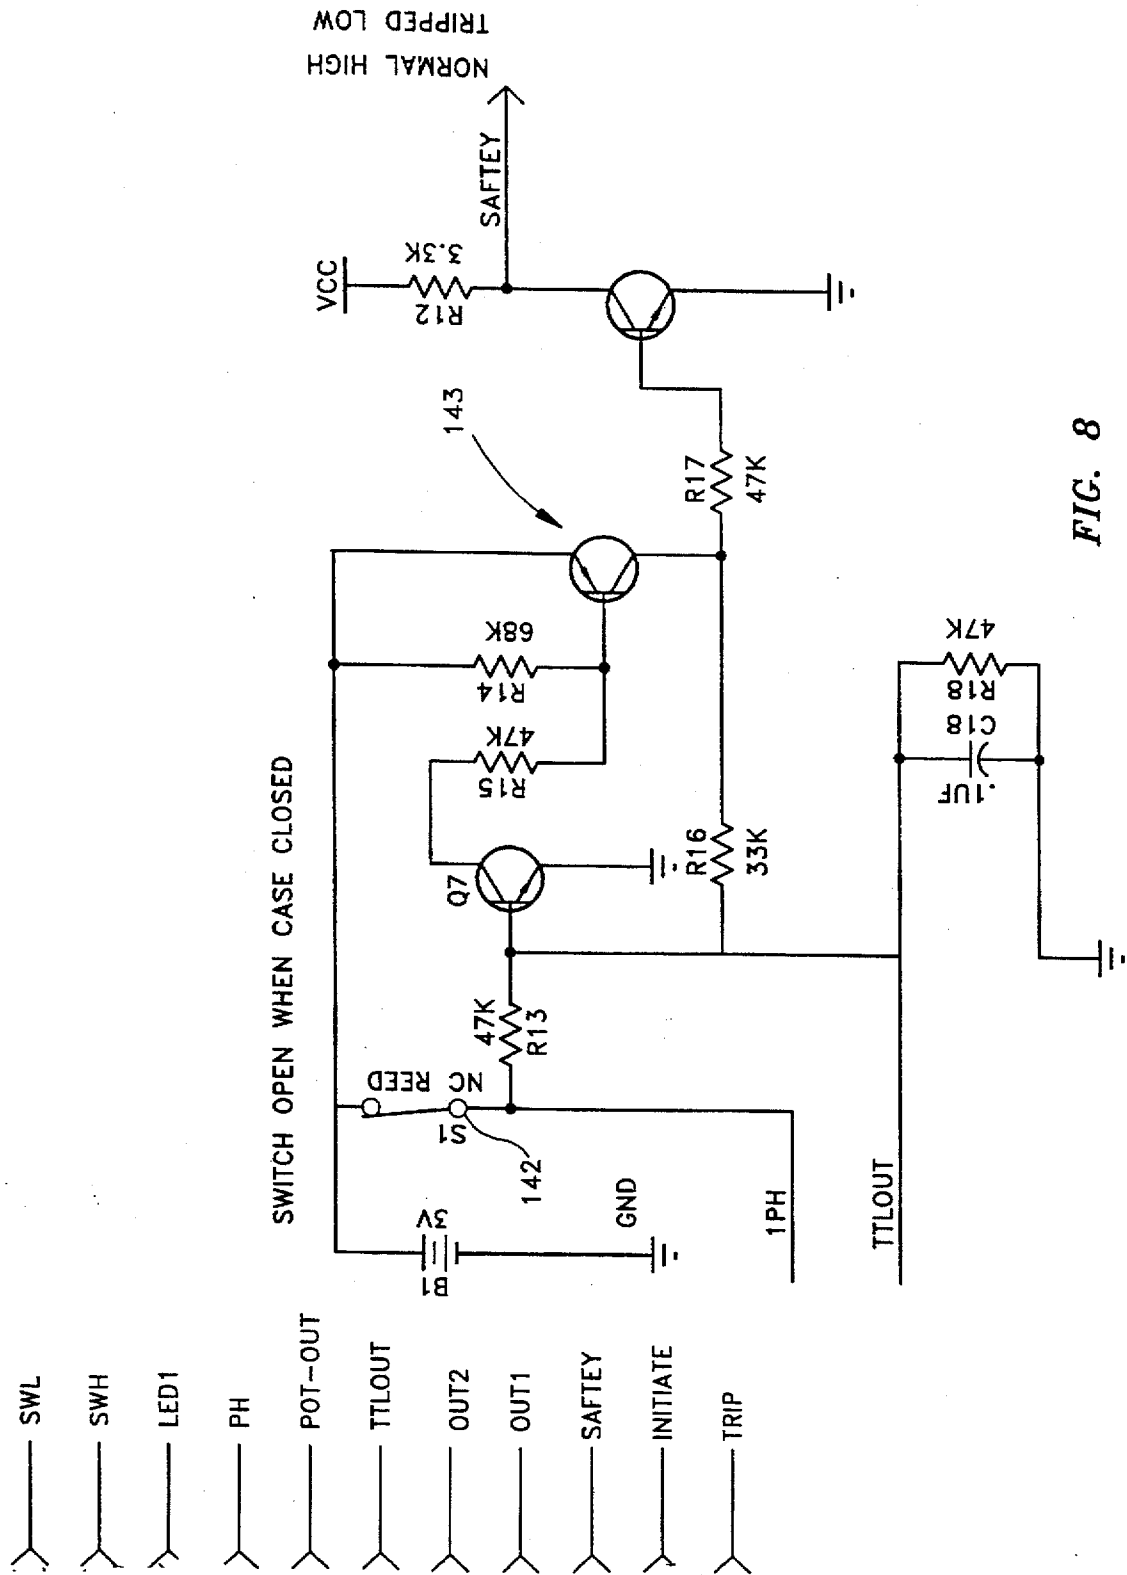 SWL
SWH
LED1
PH
POT-OUT
TTLOUT
OUT2
OUT1
SAFTEY
INITIATE
TRIP
SWITCH OPEN WHEN CASE CLOSED
B1
3V
GND
S1
REED
NC
142
1PH
TTLOUT
47K
R13
Q7
R15
47K
R14
68K
143
R16
33K
R17
47K
VCC
R12
3.3K
SAFTEY
NORMAL HIGH
TRIPPED LOW
.1UF
C18
R18
47K
FIG. 8